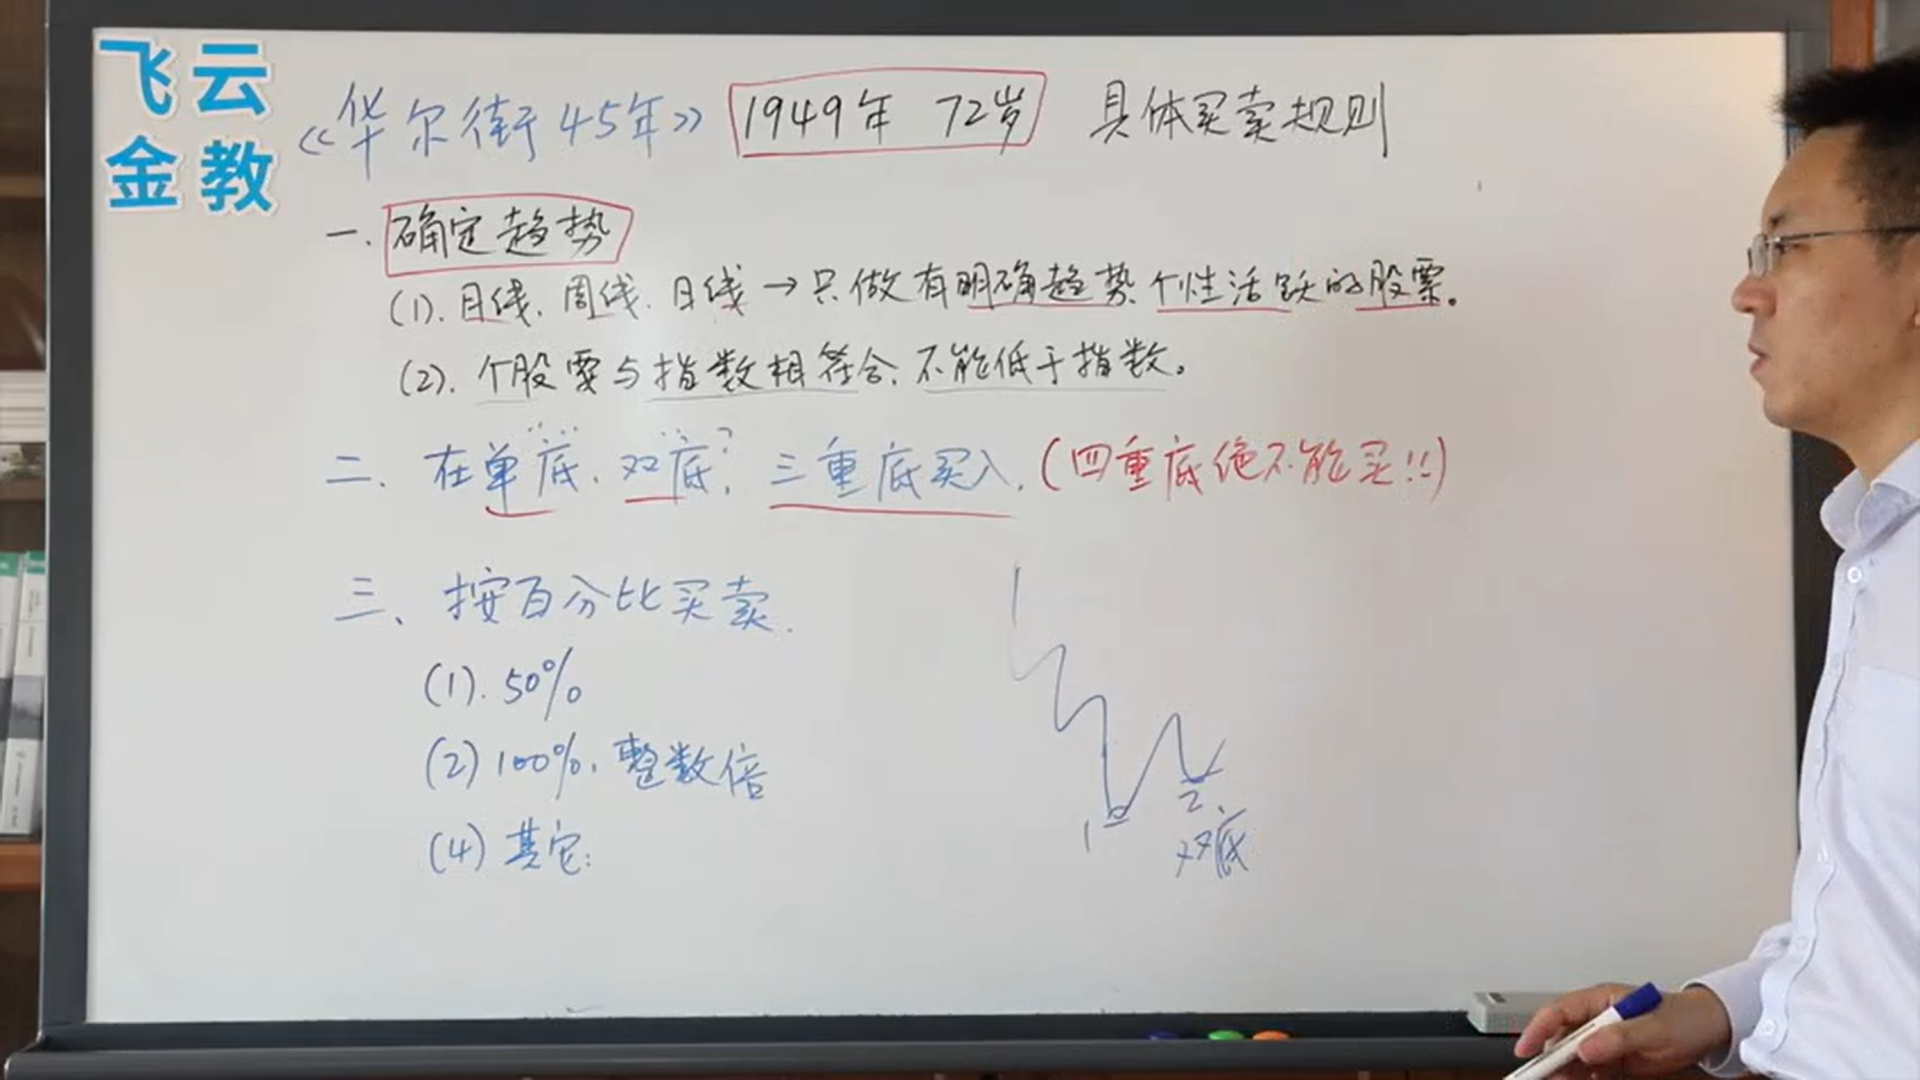 飞云
金教
《华尔街45年》 1949年 72岁 具体买卖规则
一.确定趋势
(1).月线.周线.日线→只做有明确趋势、个性活跃的股票。
(2).个股要与指数相符合、不能低于指数。
二.在单底.双底?.三重底买入.(四重底绝不能买!!)
三、按百分比买卖.
(1).50%
(2)100%.整数倍
(4)其它:
1
2.
双底